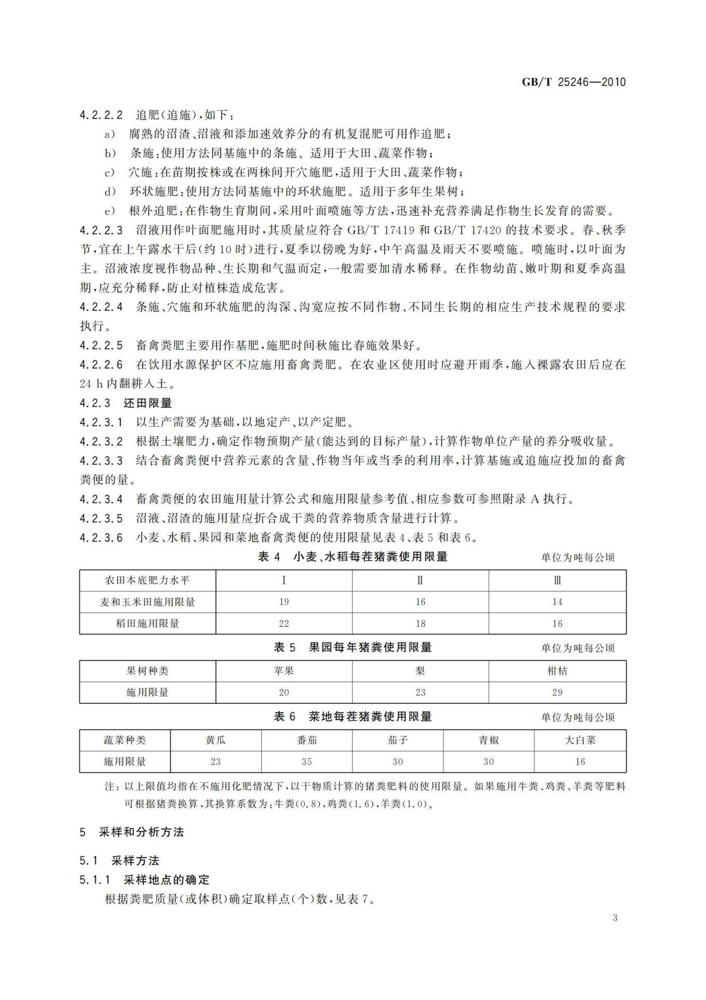 GB/T 25246—2010
4.2.2.2 追肥(追施),如下:
a) 腐熟的沼渣、沼液和添加速效养分的有机复混肥可用作追肥;
b) 条施:使用方法同基施中的条施。适用于大田、蔬菜作物;
c) 穴施:在苗期按株或在两株间开穴施肥,适用于大田、蔬菜作物;
d) 环状施肥:使用方法同基施中的环状施肥。适用于多年生果树;
e) 根外追肥:在作物生育期间,采用叶面喷施等方法,迅速补充营养满足作物生长发育的需要。
4.2.2.3 沼液用作叶面肥施用时,其质量应符合 GB/T 17419 和 GB/T 17420 的技术要求。春、秋季
节,宜在上午露水干后(约 10 时)进行,夏季以傍晚为好,中午高温及雨天不要喷施。喷施时,以叶面为
主。沼液浓度视作物品种、生长期和气温而定,一般需要加清水稀释。在作物幼苗、嫩叶期和夏季高温
期,应充分稀释,防止对植株造成危害。
4.2.2.4 条施、穴施和环状施肥的沟深、沟宽应按不同作物、不同生长期的相应生产技术规程的要求
执行。
4.2.2.5 畜禽粪肥主要用作基肥,施肥时间秋施比春施效果好。
4.2.2.6 在饮用水源保护区不应施用畜禽粪肥。在农业区使用时应避开雨季,施入裸露农田后应在
24 h 内翻耕入土。
4.2.3 还田限量
4.2.3.1 以生产需要为基础,以地定产、以产定肥。
4.2.3.2 根据土壤肥力,确定作物预期产量(能达到的目标产量),计算作物单位产量的养分吸收量。
4.2.3.3 结合畜禽粪便中营养元素的含量、作物当年或当季的利用率,计算基施或追施应投加的畜禽
粪便的量。
4.2.3.4 畜禽粪便的农田施用量计算公式和施用限量参考值、相应参数可参照附录 A 执行。
4.2.3.5 沼液、沼渣的施用量应折合成干粪的营养物质含量进行计算。
4.2.3.6 小麦、水稻、果园和菜地畜禽粪便的使用限量见表 4、表 5 和表 6。
表 4 小麦、水稻每茬猪粪使用限量 单位为吨每公顷
农田本底肥力水平 Ⅰ Ⅱ Ⅲ
麦和玉米田施用限量 19 16 14
稻田施用限量 22 18 16
表 5 果园每年猪粪使用限量 单位为吨每公顷
果树种类 苹果 梨 柑桔
施用限量 20 23 29
表 6 菜地每茬猪粪使用限量 单位为吨每公顷
蔬菜种类 黄瓜 番茄 茄子 青椒 大白菜
施用限量 23 35 30 30 16
注:以上限值均指在不施用化肥情况下,以干物质计算的猪粪肥料的使用限量。如果施用牛粪、鸡粪、羊粪等肥料
可根据猪粪换算,其换算系数为:牛粪(0.8),鸡粪(1.6),羊粪(1.0)。
5 采样和分析方法
5.1 采样方法
5.1.1 采样地点的确定
根据粪肥质量(或体积)确定取样点(个)数,见表 7。
3